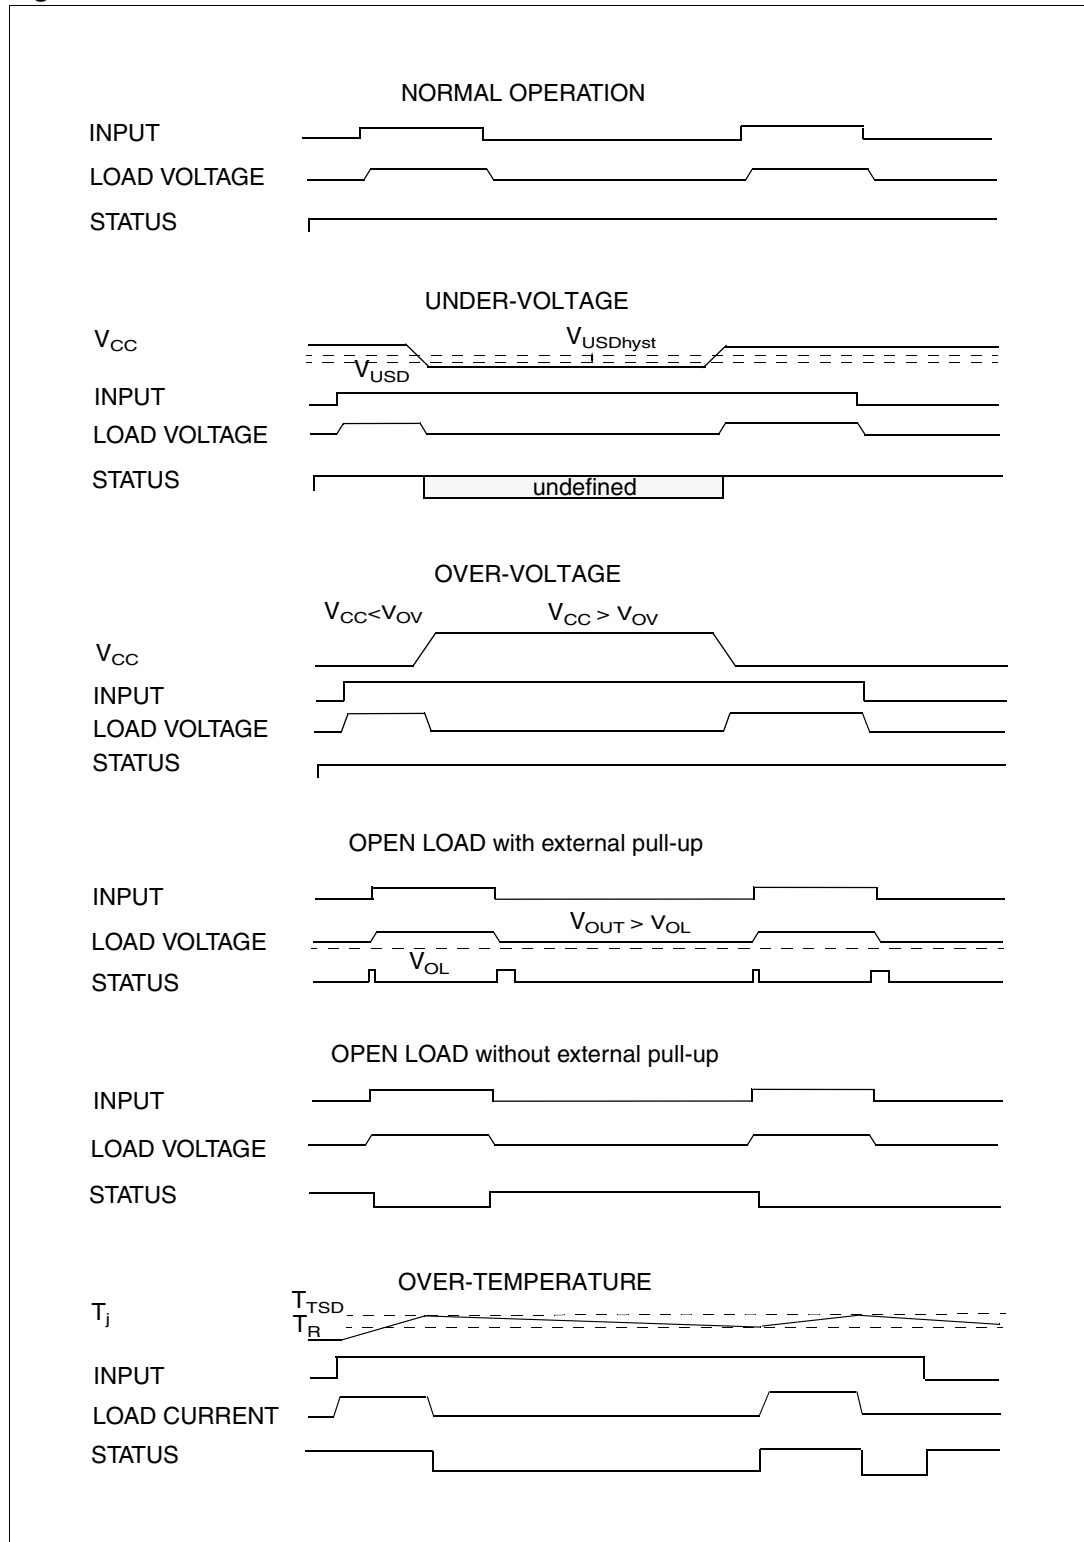 NORMAL OPERATION
INPUT
LOAD VOLTAGE
STATUS
UNDER-VOLTAGE
VCC
VUSDhyst
VUSD
INPUT
LOAD VOLTAGE
STATUS
undefined
OVER-VOLTAGE
VCC<VOV
VCC > VOV
VCC
INPUT
LOAD VOLTAGE
STATUS
OPEN LOAD with external pull-up
INPUT
VOUT > VOL
LOAD VOLTAGE
VOL
STATUS
OPEN LOAD without external pull-up
INPUT
LOAD VOLTAGE
STATUS
OVER-TEMPERATURE
Tj
TTSD
TR
INPUT
LOAD CURRENT
STATUS